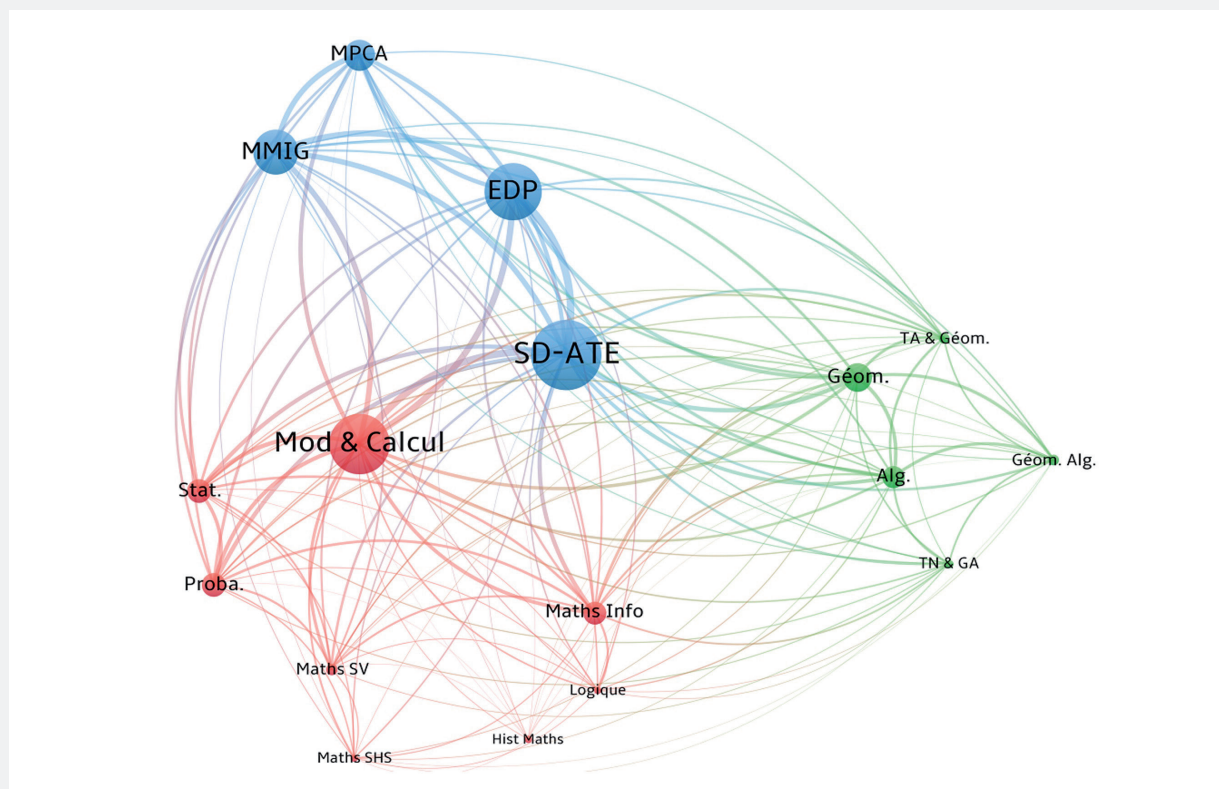 MPCA
MMIG
EDP
TA & Géom.
SD-ATE
Géom.
Mod & Calcul
Géom. Alg.
Alg.
Stat.
TN & GA
Proba.
Maths Info
Maths SV
Logique
Hist Maths
Maths SHS